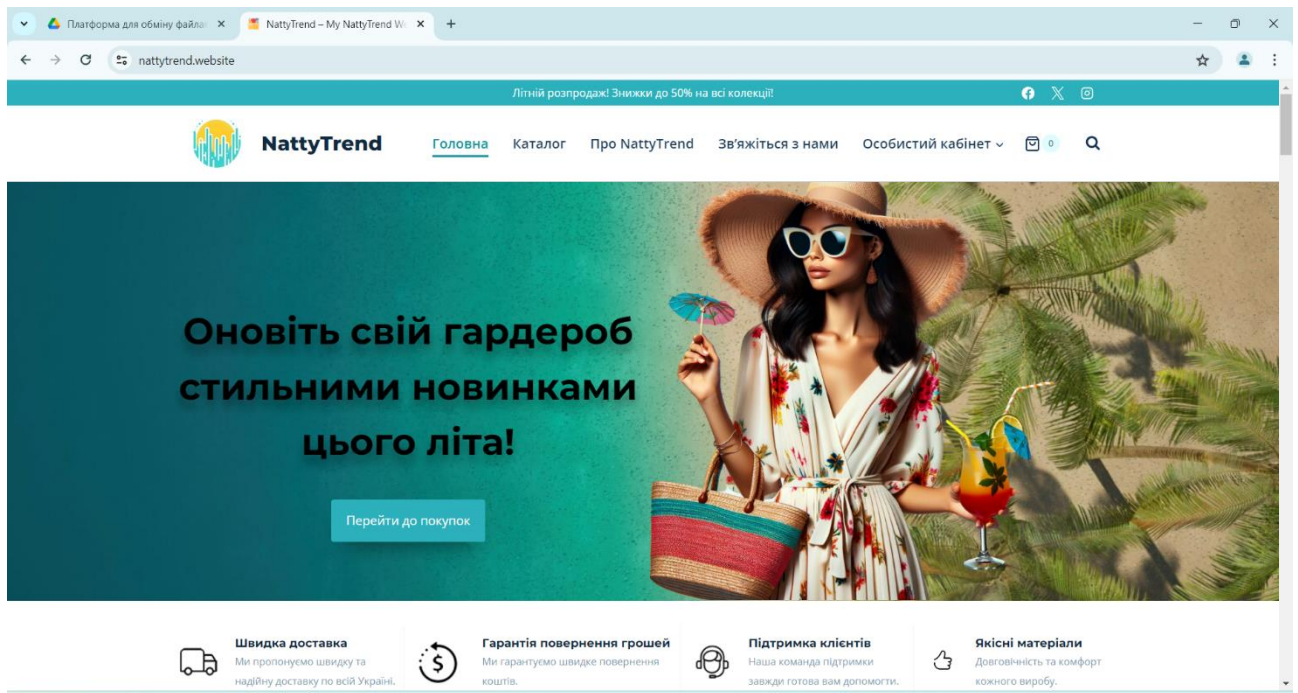 Платформа для обміну файла
NattyTrend – My NattyTrend W
nattytrend.website
Літній розпродаж! Знижки до 50% на всі колекції!
NattyTrend
Головна
Каталог
Про NattyTrend
Зв’яжіться з нами
Особистий кабінет
0
Оновіть свій гардероб
стильними новинками
цього літа!
Перейти до покупок
Швидка доставка
Ми пропонуємо швидку та
надійну доставку по всій Україні.
Гарантія повернення грошей
Ми гарантуємо швидке повернення
коштів.
Підтримка клієнтів
Наша команда підтримки
завжди готова вам допомогти.
Якісні матеріали
Довговічність та комфорт
кожного виробу.